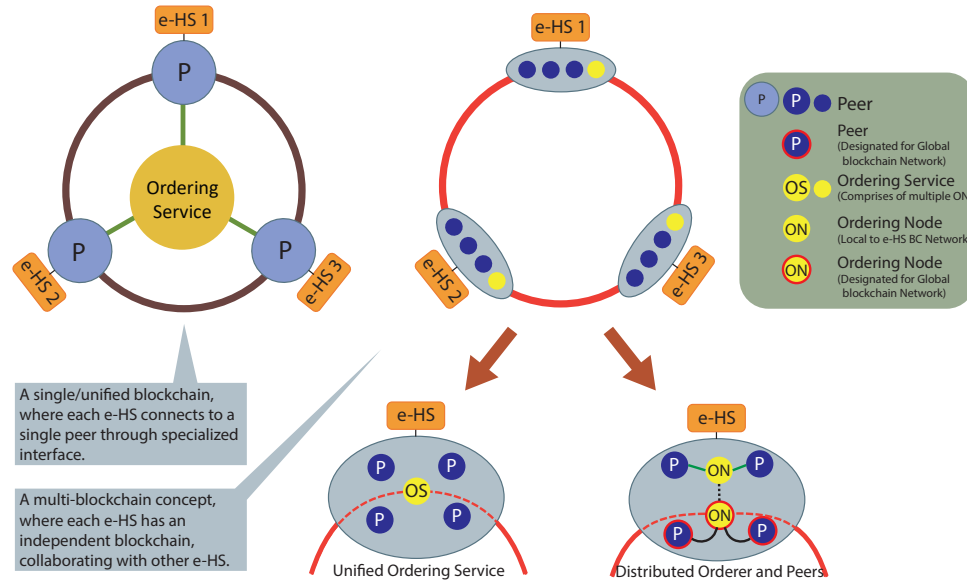 e-HS 1
P
Ordering
Service
P
P
e-HS 2
e-HS 3
e-HS 1
e-HS 2
e-HS 3
P
P
Peer
P
Peer
(Designated for Global
blockchain Network)
OS
Ordering Service
(Comprises of multiple ON
ON
Ordering Node
(Local to e-HS BC Network
ON
Ordering Node
(Designated for Global
blockchain Network)
A single/unified blockchain,
where each e-HS connects to a
single peer through specialized
interface.
A multi-blockchain concept,
where each e-HS has an
independent blockchain,
collaborating with other e-HS.
e-HS
P
P
OS
P
P
Unified Ordering Service
e-HS
P
ON
P
ON
P
P
Distributed Orderer and Peers